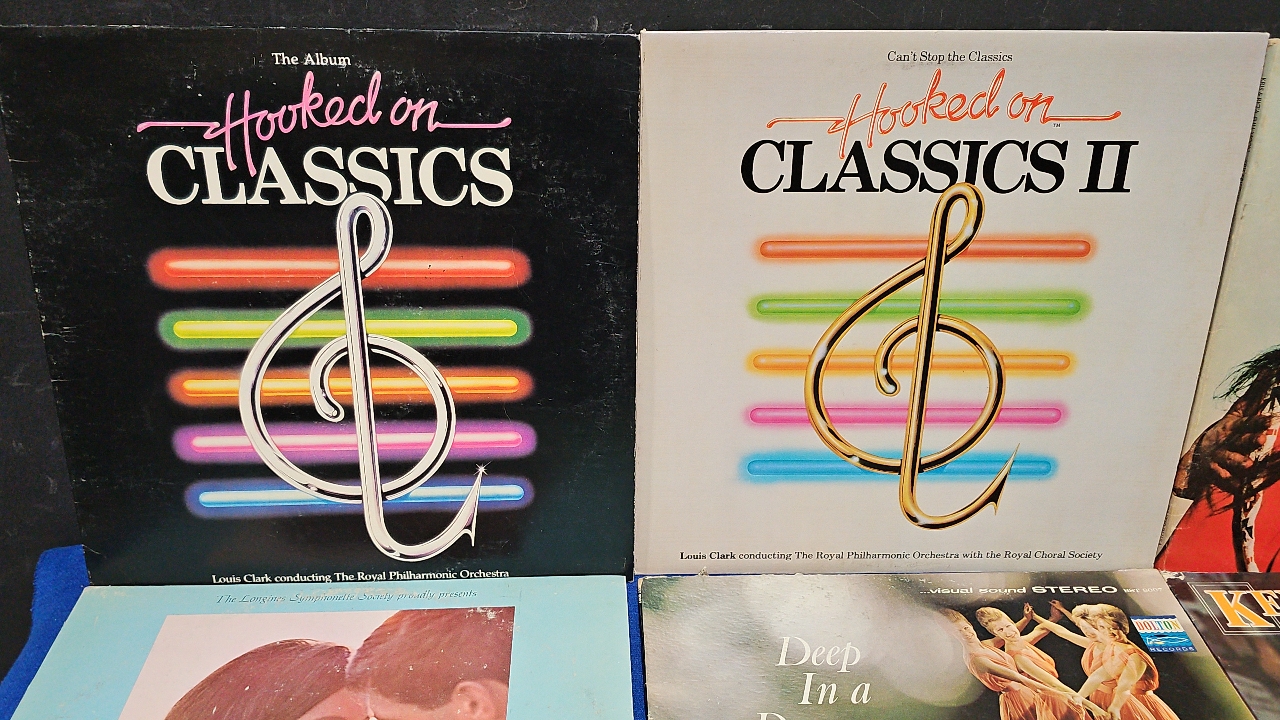 The Album
Hooked on
CLASSICS
Louis Clark conducting The Royal Philharmonic Orchestra
Can't Stop the Classics
Hooked on™
CLASSICS II
Louis Clark conducting The Royal Philharmonic Orchestra with the Royal Choral Society
The Longines Symphonette Society proudly presents
...visual sound STEREO
DOLTON
RECORDS
Deep
In a